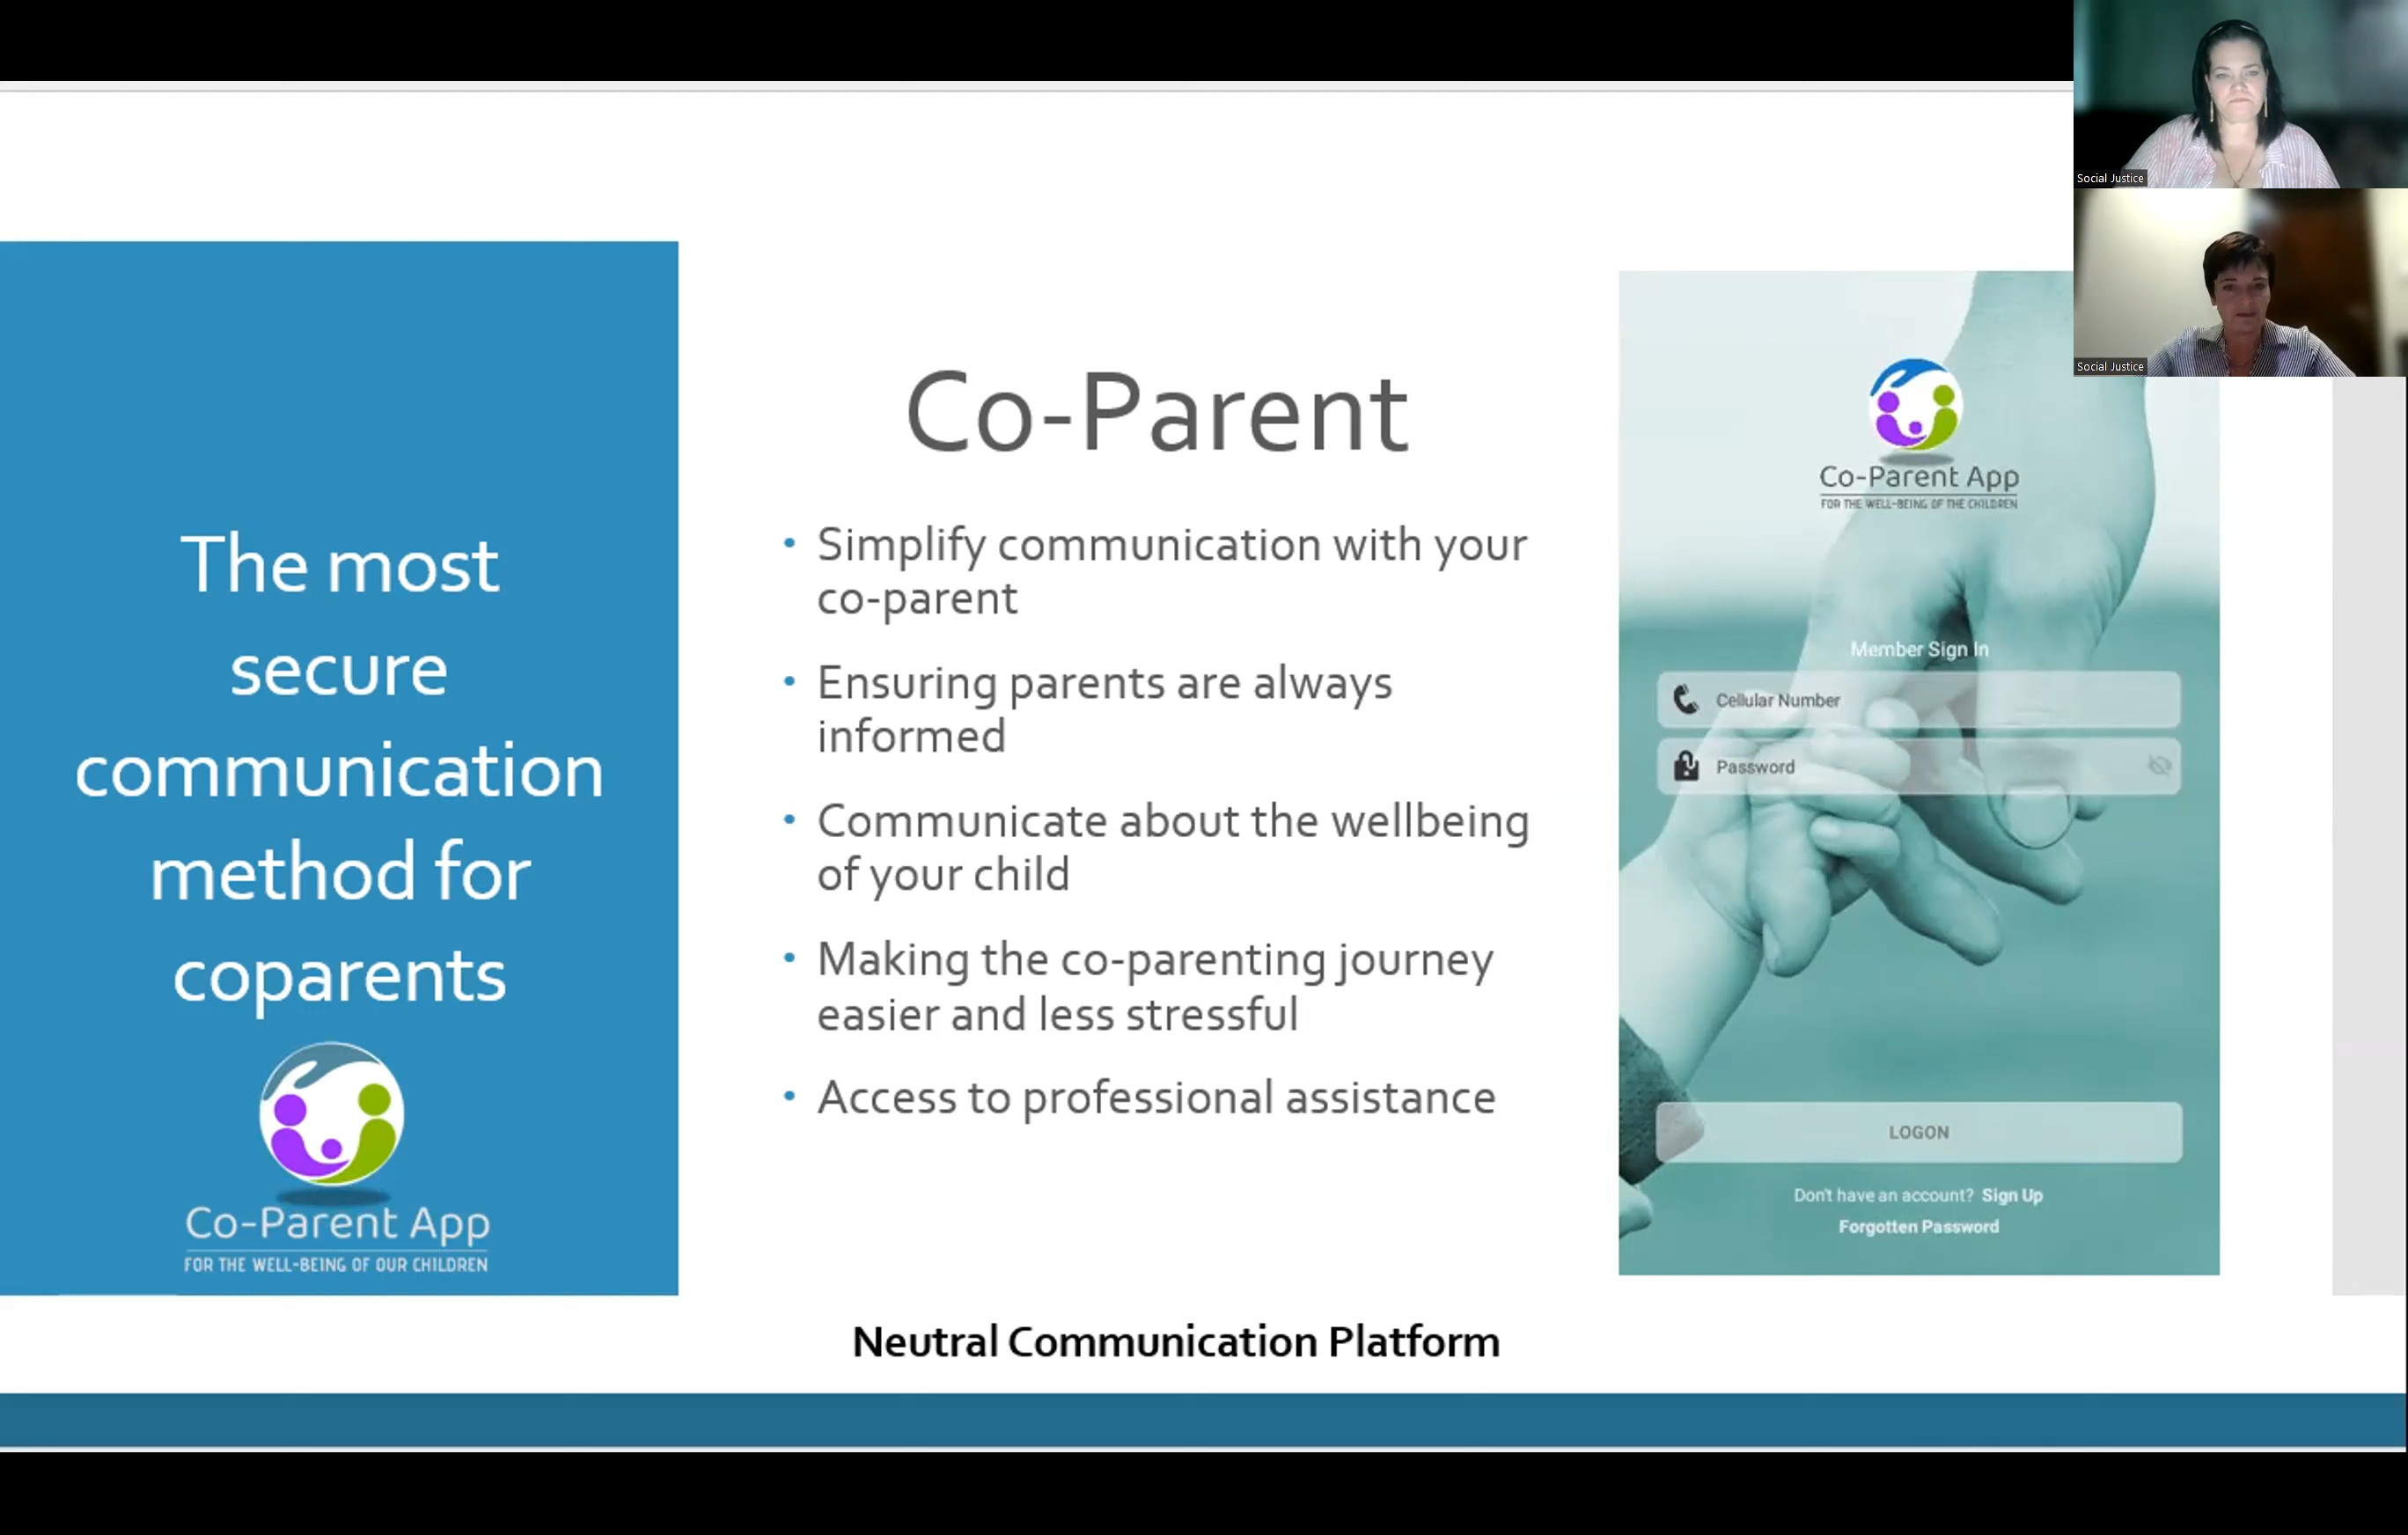 The most
secure
communication
method for
coparents
Co-Parent App
FOR THE WELL-BEING OF OUR CHILDREN
Co-Parent
• Simplify communication with your
co-parent
• Ensuring parents are always
informed
• Communicate about the wellbeing
of your child
• Making the co-parenting journey
easier and less stressful
• Access to professional assistance
Neutral Communication Platform
Co-Parent App
FOR THE WELL-BEING OF THE CHILDREN
Member Sign In
Cellular Number
Password
LOGON
Don't have an account? Sign Up
Forgotten Password
Social Justice
Social Justice